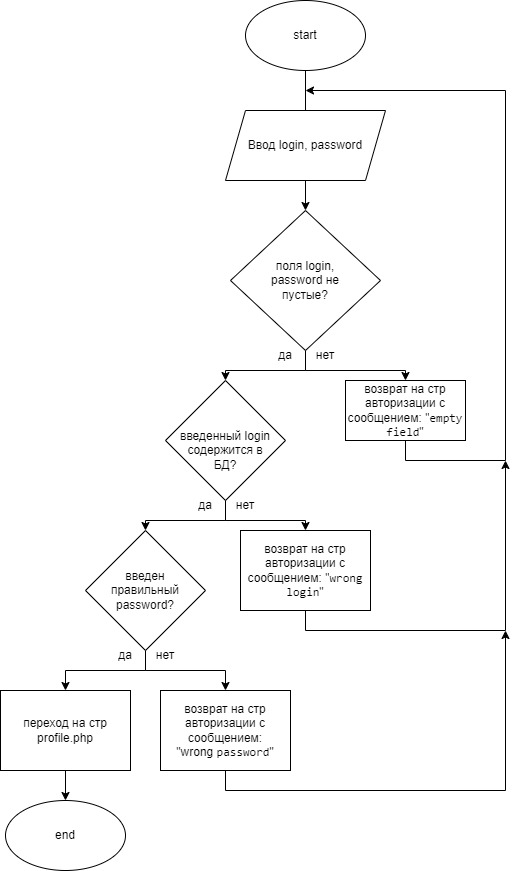 start
Ввод login, password
поля login,
password не
пустые?
да нет
возврат на стр
авторизации с
сообщением: "empty
field"
введенный login
содержится в
БД?
да нет
возврат на стр
авторизации с
сообщением: "wrong
login"
введен
правильный
password?
да нет
переход на стр
profile.php
возврат на стр
авторизации с
сообщением:
"wrong password"
end